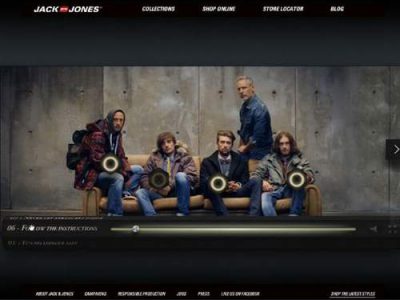 JACK JONES
COLLECTIONS
SHOP ONLINE
STORE LOCATOR
BLOG
06 - FOLLOW THE INSTRUCTIONS
ABOUT JACK & JONES
CAMPAIGNS
RESPONSIBLE PRODUCTION
JOBS
PRESS
LIKE US ON FACEBOOK
SHOP THE LATEST STYLES